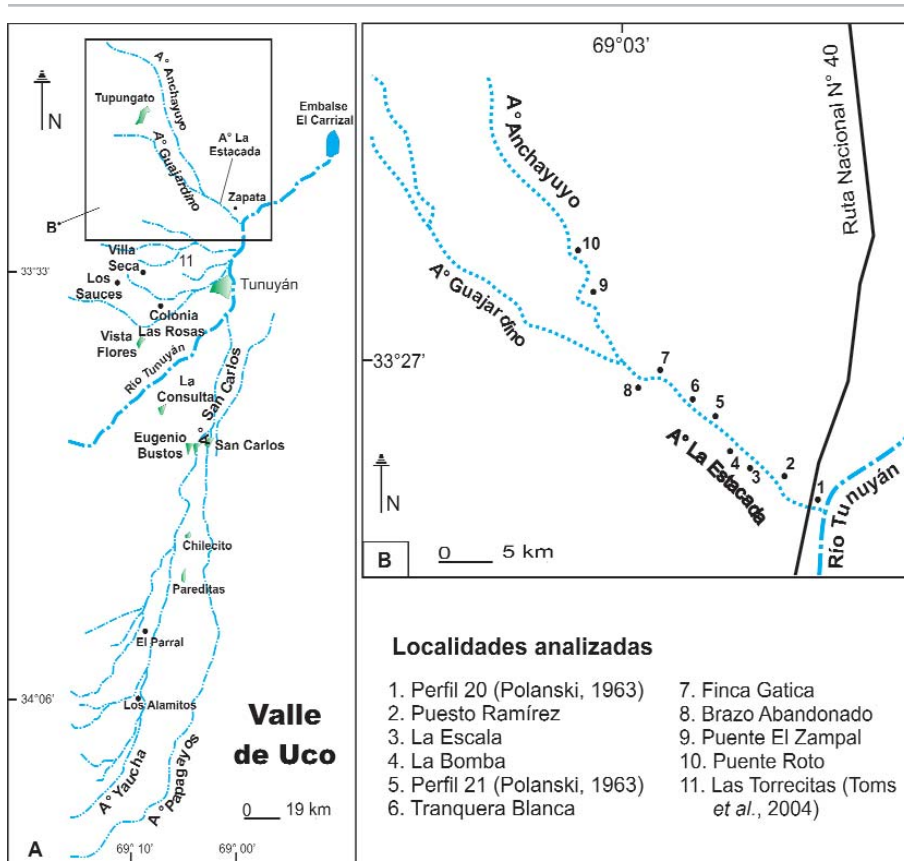 A° Anchayuyo
Tupungato
N
A° Guajardino
A° La
Estacada
Zapata
Embalse
El Carrizal
B*
33°33'
Villa
Seca
11
Los
Sauces
Tunuyán
Colonia
Las Rosas
Vista
Flores
Río Tunuyán
La
Consulta
A° San Carlos
Eugenio
Bustos
San Carlos
Chilecito
Pareditas
El Parral
34°06'
Los Alamitos
Valle
de Uco
A° Yaucha
A° Papagayos
0 19 km
A
69°10'
69°00'
69°03'
Ruta Nacional N° 40
A° Anchayuyo
10
9
A° Guajardino
33°27'
7
8
6
5
4
3
2
1
A° La Estacada
Río Tunuyán
N
B
0 5 km
Localidades analizadas
1. Perfil 20 (Polanski, 1963)
2. Puesto Ramírez
3. La Escala
4. La Bomba
5. Perfil 21 (Polanski, 1963)
6. Tranquera Blanca
7. Finca Gatica
8. Brazo Abandonado
9. Puente El Zampal
10. Puente Roto
11. Las Torrecitas (Toms
et al., 2004)